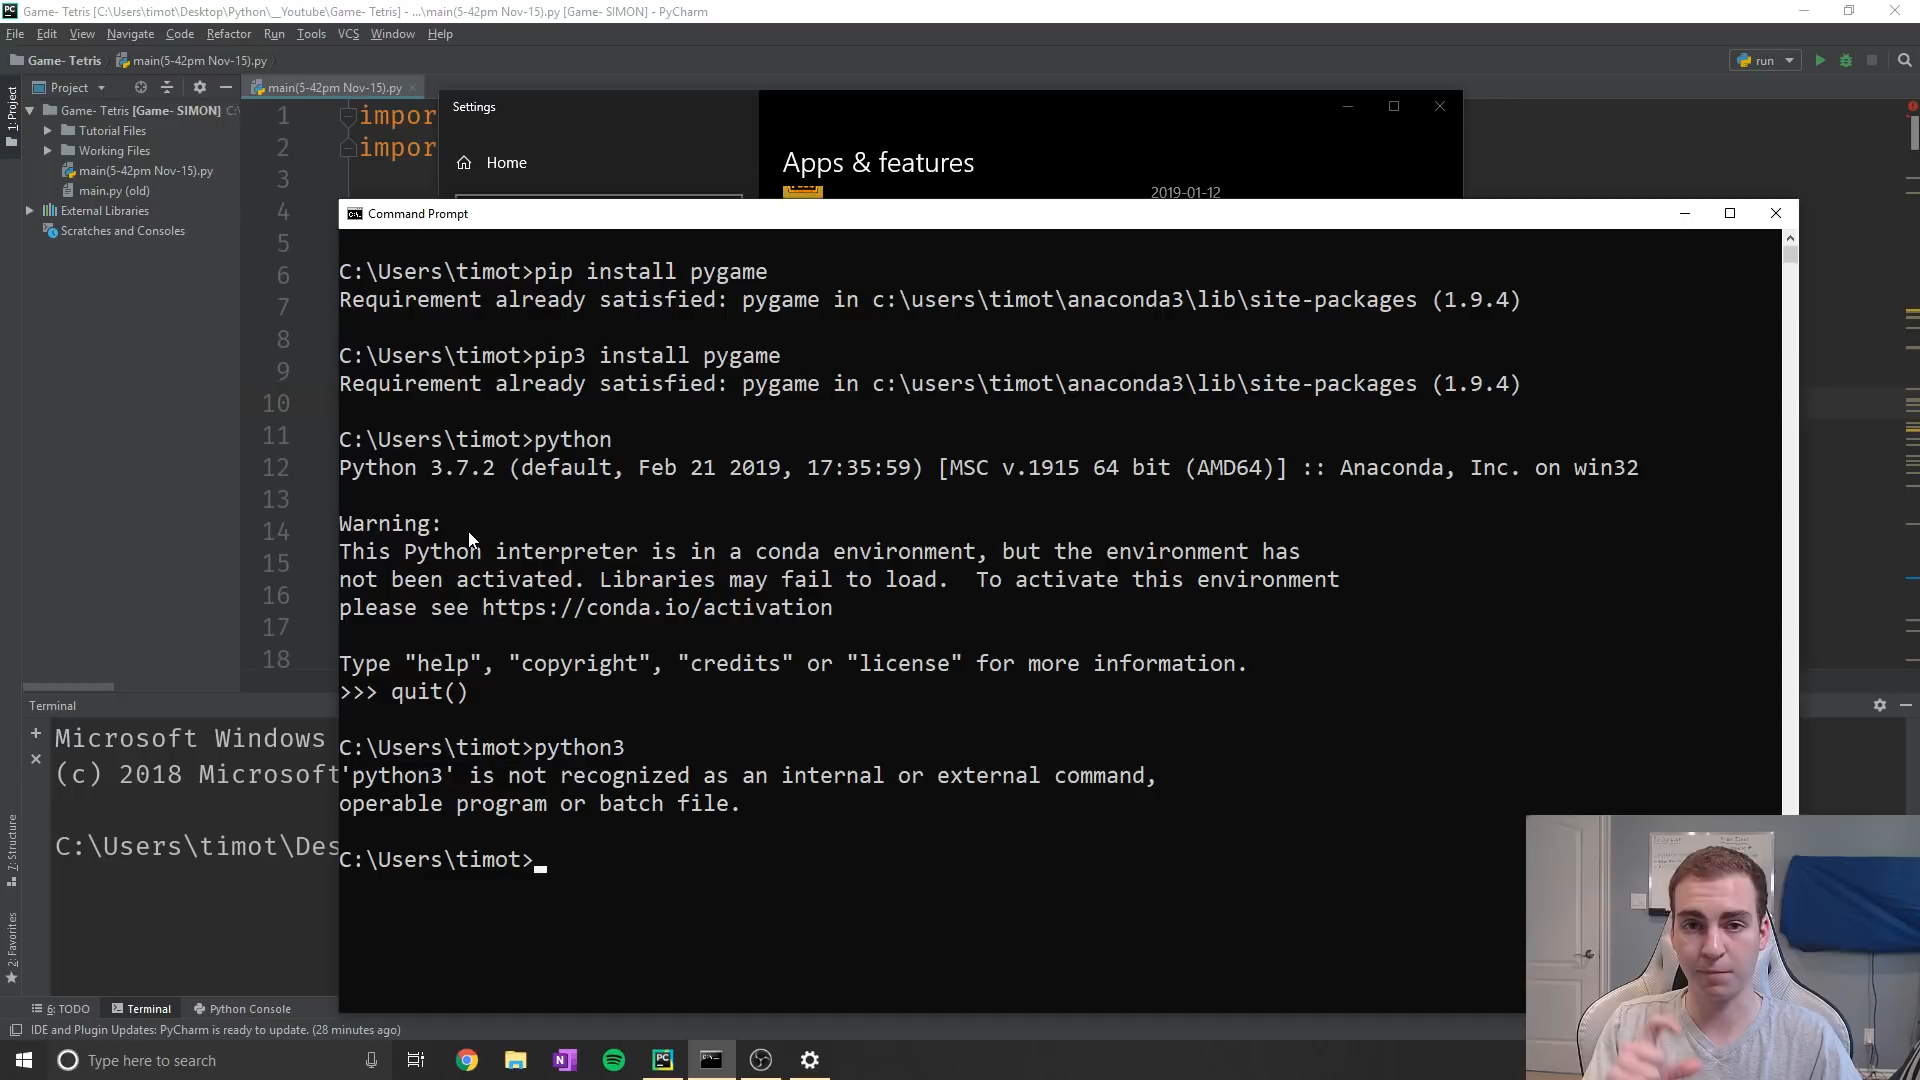 Game- Tetris [C:\Users\timot\Desktop\Python\__Youtube\Game- Tetris] - ...\main(5-42pm Nov-15).py [Game- SIMON] - PyCharm
File Edit View Navigate Code Refactor Run Tools VCS Window Help
Game- Tetris main(5-42pm Nov-15).py run
1: Project
Project
main(5-42pm Nov-15).py
Game- Tetris [Game- SIMON] C:\
Tutorial Files
Working Files
main(5-42pm Nov-15).py
main.py (old)
External Libraries
Scratches and Consoles
1 impor
2 impor
3
4
5
6
7
8
9
10
11
12
13
14
15
16
17
18
Settings
Home
Apps & features
2019-01-12
Command Prompt
C:\Users\timot>pip install pygame
Requirement already satisfied: pygame in c:\users\timot\anaconda3\lib\site-packages (1.9.4)
C:\Users\timot>pip3 install pygame
Requirement already satisfied: pygame in c:\users\timot\anaconda3\lib\site-packages (1.9.4)
C:\Users\timot>python
Python 3.7.2 (default, Feb 21 2019, 17:35:59) [MSC v.1915 64 bit (AMD64)] :: Anaconda, Inc. on win32
Warning:
This Python interpreter is in a conda environment, but the environment has
not been activated. Libraries may fail to load.  To activate this environment
please see https://conda.io/activation
Type "help", "copyright", "credits" or "license" for more information.
>>> quit()
C:\Users\timot>python3
'python3' is not recognized as an internal or external command,
operable program or batch file.
C:\Users\timot>
Terminal
Microsoft Windows
(c) 2018 Microsoft
C:\Users\timot\Des
7: Structure
2: Favorites
6: TODO Terminal Python Console
IDE and Plugin Updates: PyCharm is ready to update. (28 minutes ago)
Type here to search